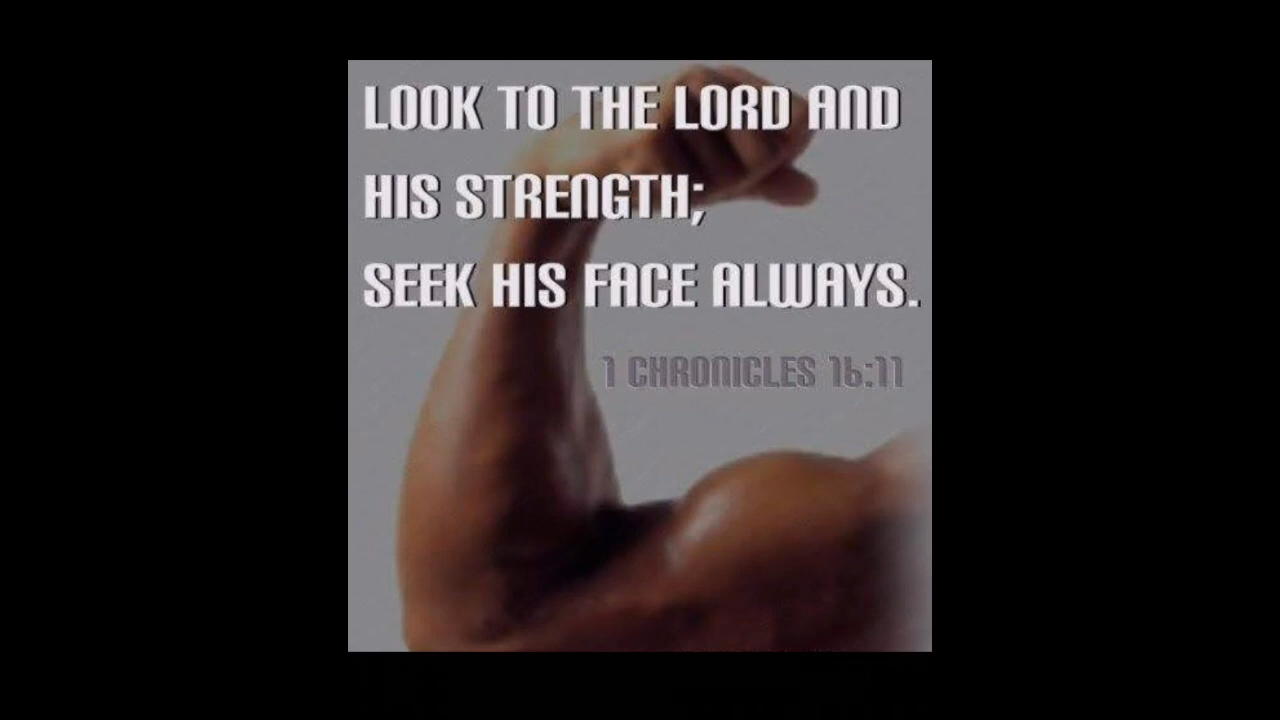 LOOK TO THE LORD AND
HIS STRENGTH;
SEEK HIS FACE ALWAYS.
1 CHRONICLES 16:11